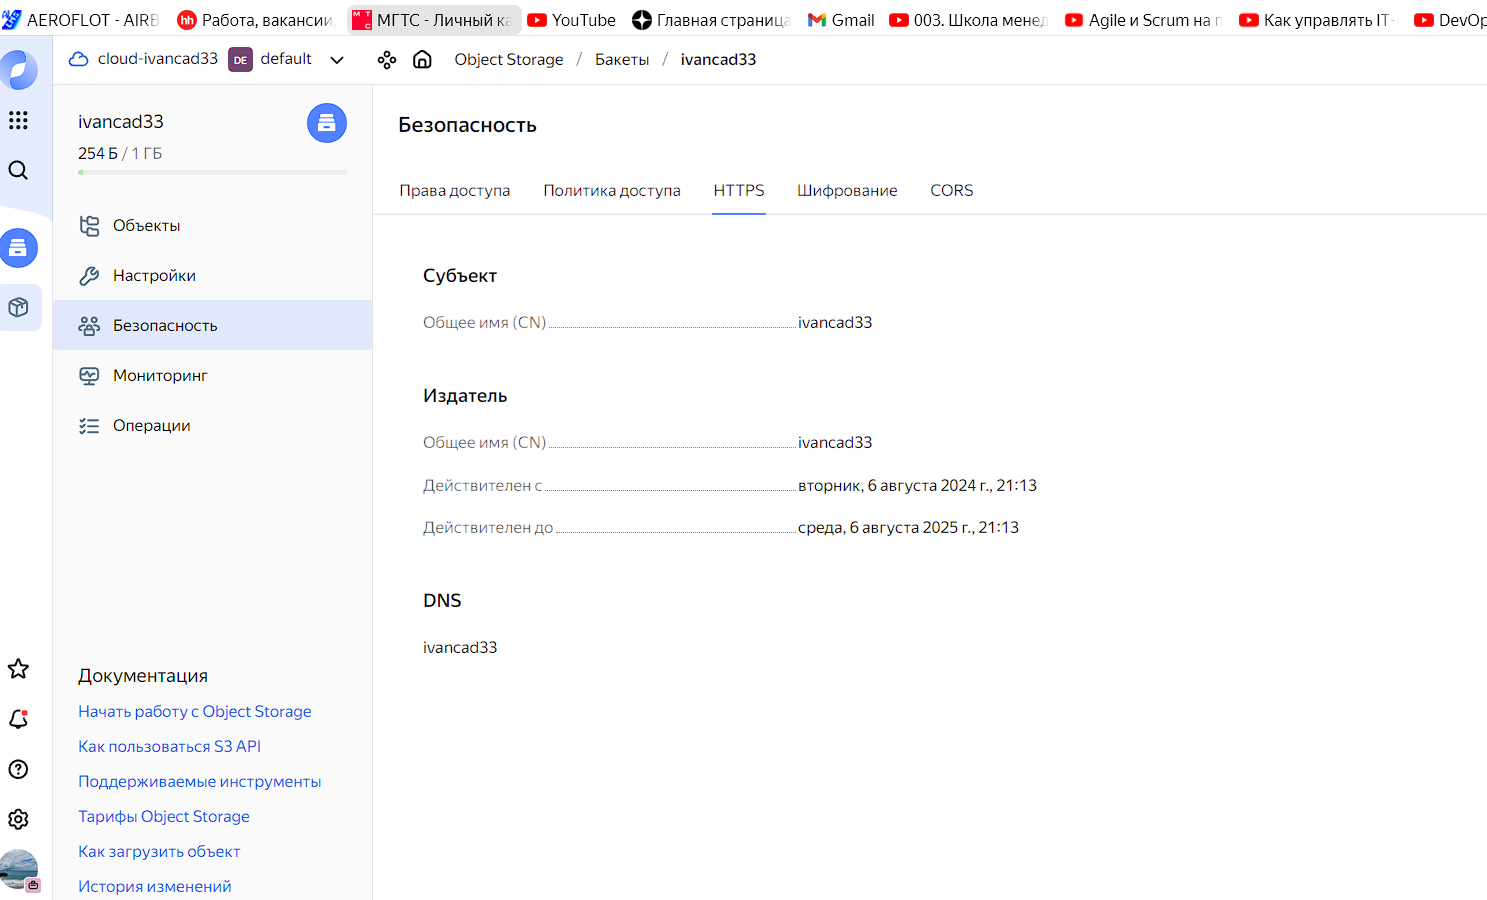 AEROFLOT - AIRB
hh Работа, вакансии,
МГТС - Личный ка
YouTube
Главная страница
Gmail
003. Школа менед
Agile и Scrum на п
Как управлять IT-
DevOp
cloud-ivancad33 DE default
Object Storage / Бакеты / ivancad33
ivancad33
254 Б / 1 ГБ
Объекты
Настройки
Безопасность
Мониторинг
Операции
Документация
Начать работу с Object Storage
Как пользоваться S3 API
Поддерживаемые инструменты
Тарифы Object Storage
Как загрузить объект
История изменений
Безопасность
Права доступа Политика доступа HTTPS Шифрование CORS
Субъект
Общее имя (CN) ivancad33
Издатель
Общее имя (CN) ivancad33
Действителен с вторник, 6 августа 2024 г., 21:13
Действителен до среда, 6 августа 2025 г., 21:13
DNS
ivancad33